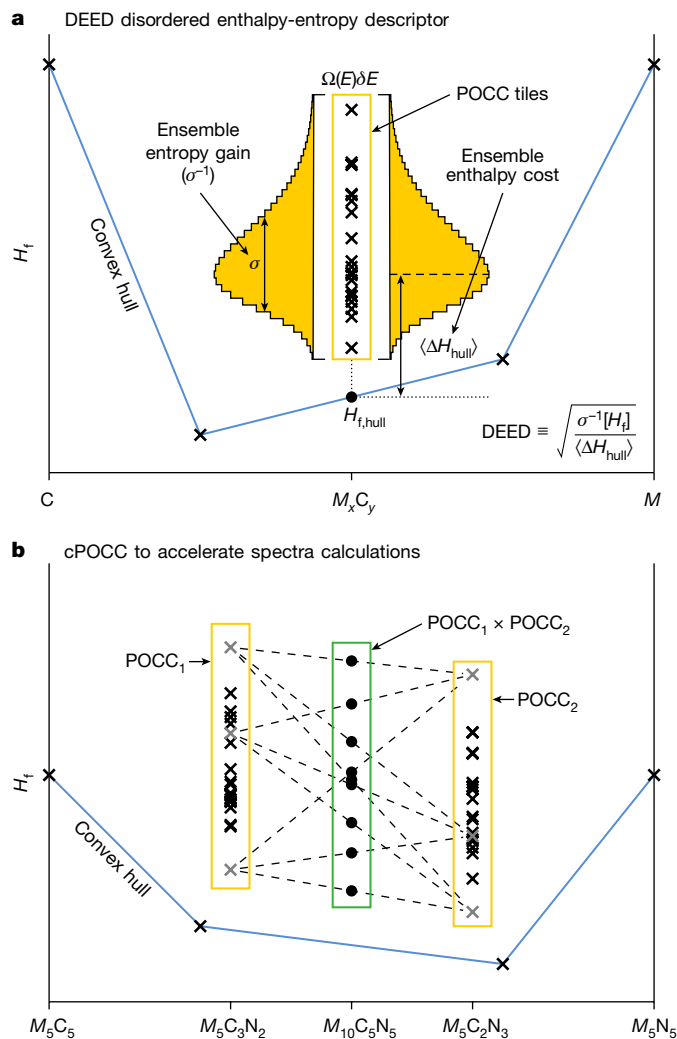 a DEED disordered enthalpy-entropy descriptor
Ω(E)δE
POCC tiles
Ensemble
entropy gain
(σ⁻¹)
Ensemble
enthalpy cost
Convex hull
H_f
σ
⟨ΔH_hull⟩
H_f,hull
DEED ≡ √(σ⁻¹[H_f] / ⟨ΔH_hull⟩)
C
M_xC_y
M
b cPOCC to accelerate spectra calculations
POCC₁ × POCC₂
POCC₁
POCC₂
H_f
Convex hull
M₅C₅
M₅C₃N₂
M₁₀C₅N₅
M₅C₂N₃
M₅N₅